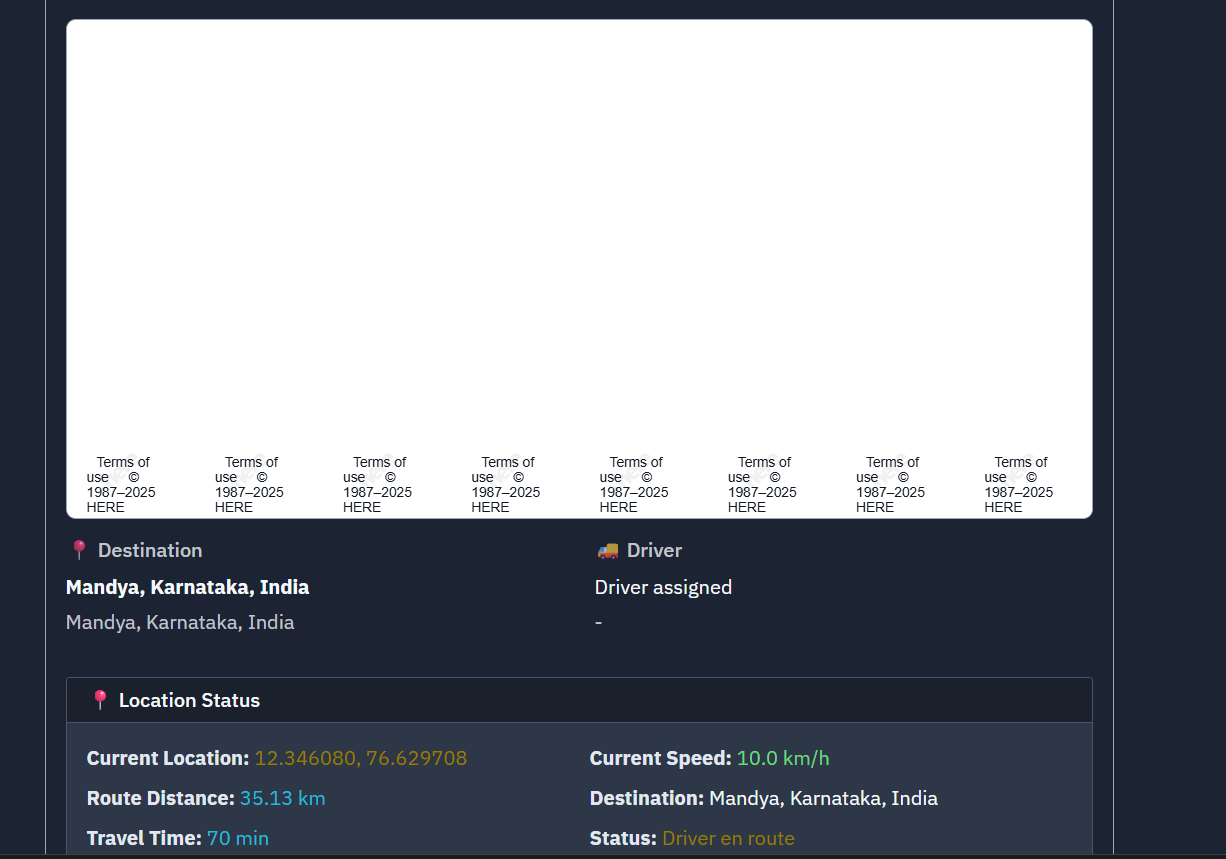 Terms of use © 1987–2025 HERE
Terms of use © 1987–2025 HERE
Terms of use © 1987–2025 HERE
Terms of use © 1987–2025 HERE
Terms of use © 1987–2025 HERE
Terms of use © 1987–2025 HERE
Terms of use © 1987–2025 HERE
Terms of use © 1987–2025 HERE
📍 Destination
Mandya, Karnataka, India
Mandya, Karnataka, India
🚚 Driver
Driver assigned
-
📍 Location Status
Current Location: 12.346080, 76.629708
Current Speed: 10.0 km/h
Route Distance: 35.13 km
Destination: Mandya, Karnataka, India
Travel Time: 70 min
Status: Driver en route